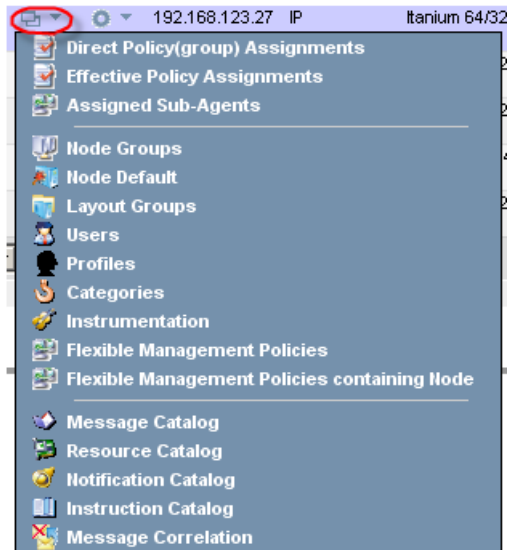 192.168.123.27 IP Itanium 64/32
Direct Policy(group) Assignments
Effective Policy Assignments
Assigned Sub-Agents
Node Groups
Node Default
Layout Groups
Users
Profiles
Categories
Instrumentation
Flexible Management Policies
Flexible Management Policies containing Node
Message Catalog
Resource Catalog
Notification Catalog
Instruction Catalog
Message Correlation